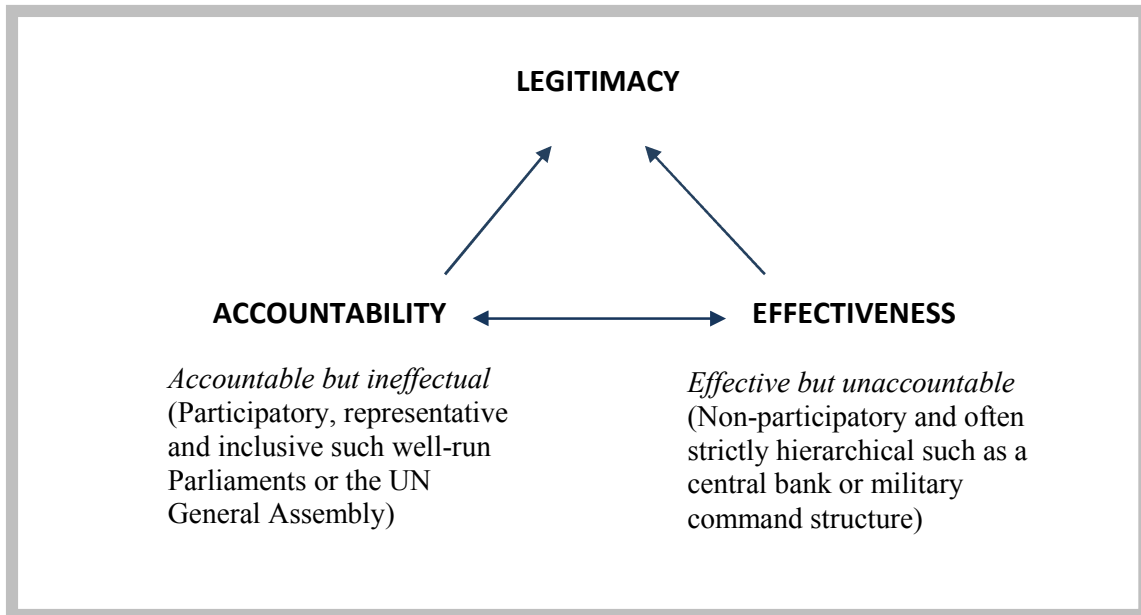 LEGITIMACY
ACCOUNTABILITY
EFFECTIVENESS
Accountable but ineffectual
(Participatory, representative
and inclusive such well-run
Parliaments or the UN
General Assembly)
Effective but unaccountable
(Non-participatory and often
strictly hierarchical such as a
central bank or military
command structure)